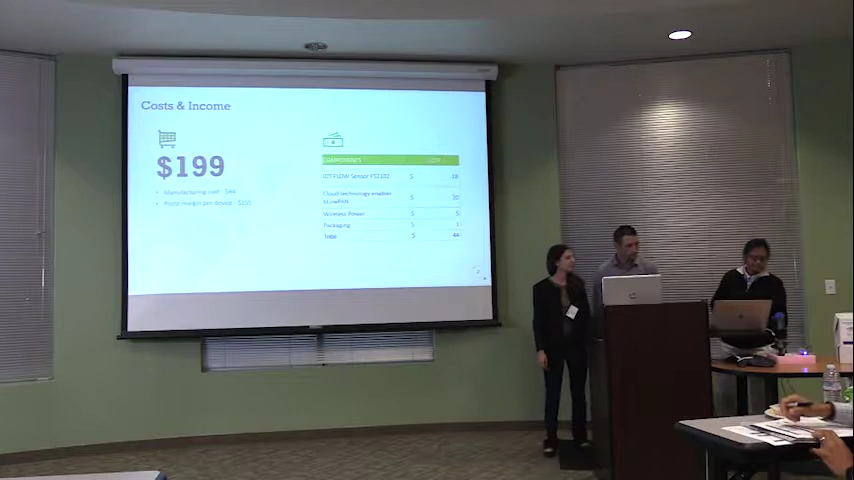 Costs & Income
$199
• Manufacturing cost - $44
• Profit margin per device - $155
COMPONENTS COST
IOT FLOW Sensor FS2102 $ 18
Cloud technology enabler $ 20
6LowPAN
Wireless Power $ 5
Packaging $ 1
Total $ 44